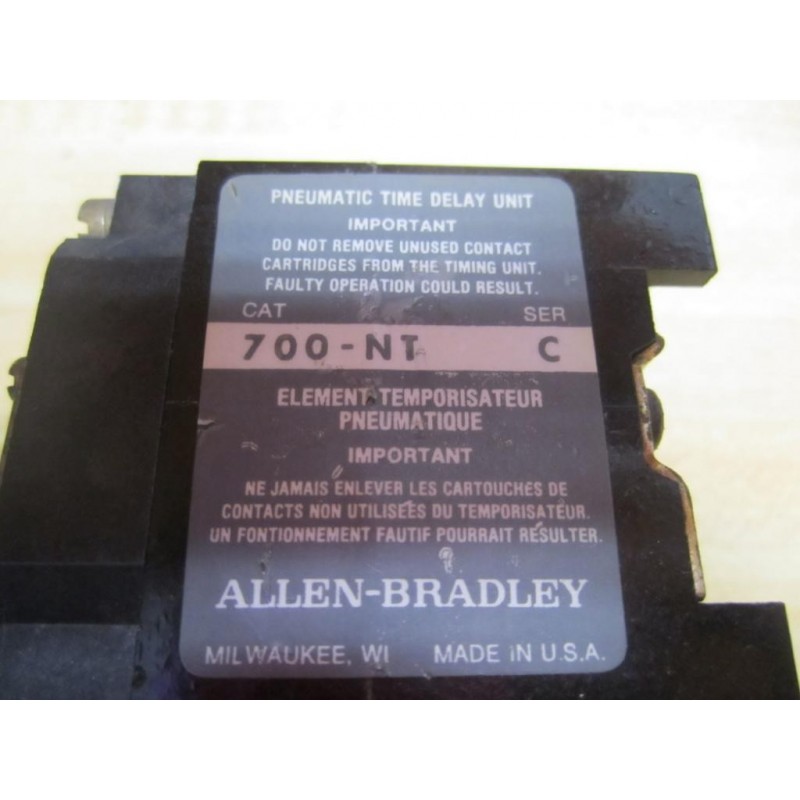 PNEUMATIC TIME DELAY UNIT
IMPORTANT
DO NOT REMOVE UNUSED CONTACT
CARTRIDGES FROM THE TIMING UNIT.
FAULTY OPERATION COULD RESULT.
CAT SER
700-NT C
ELEMENT TEMPORISATEUR
PNEUMATIQUE
IMPORTANT
NE JAMAIS ENLEVER LES CARTOUCHES DE
CONTACTS NON UTILISÉES DU TEMPORISATEUR.
UN FONTIONNEMENT FAUTIF POURRAIT RÉSULTER.
ALLEN-BRADLEY
MILWAUKEE, WI MADE IN U.S.A.